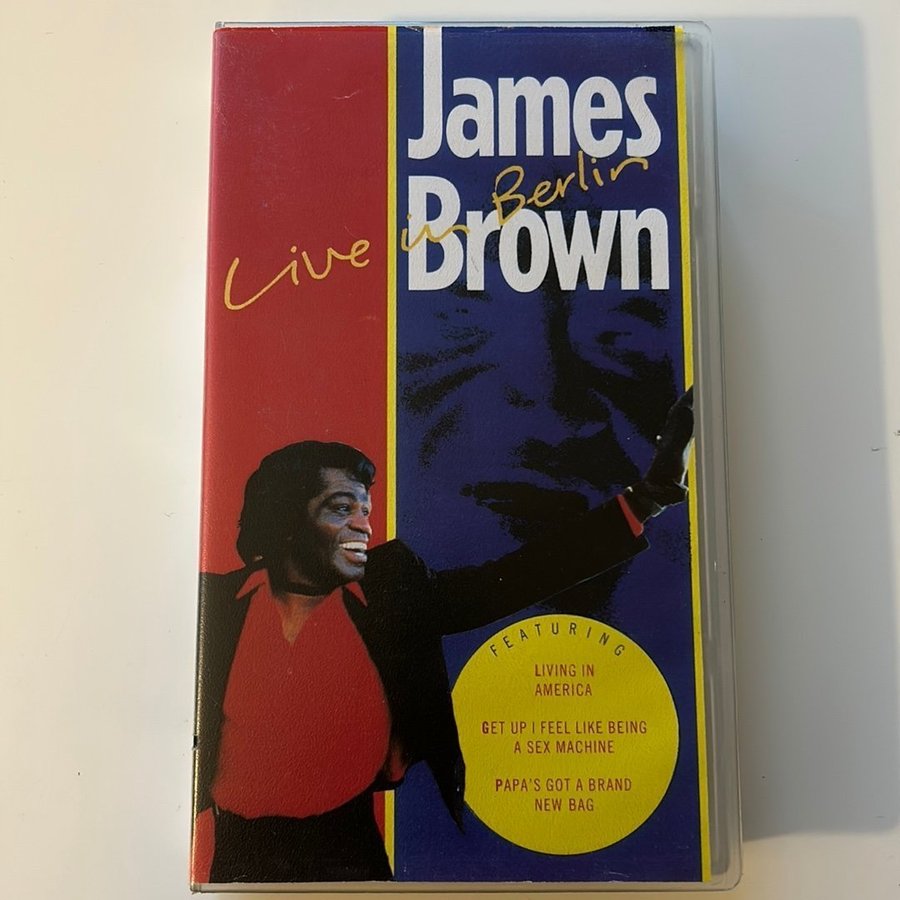 James
Brown
Live in Berlin
FEATURING
LIVING IN
AMERICA
GET UP I FEEL LIKE BEING
A SEX MACHINE
PAPA'S GOT A BRAND
NEW BAG